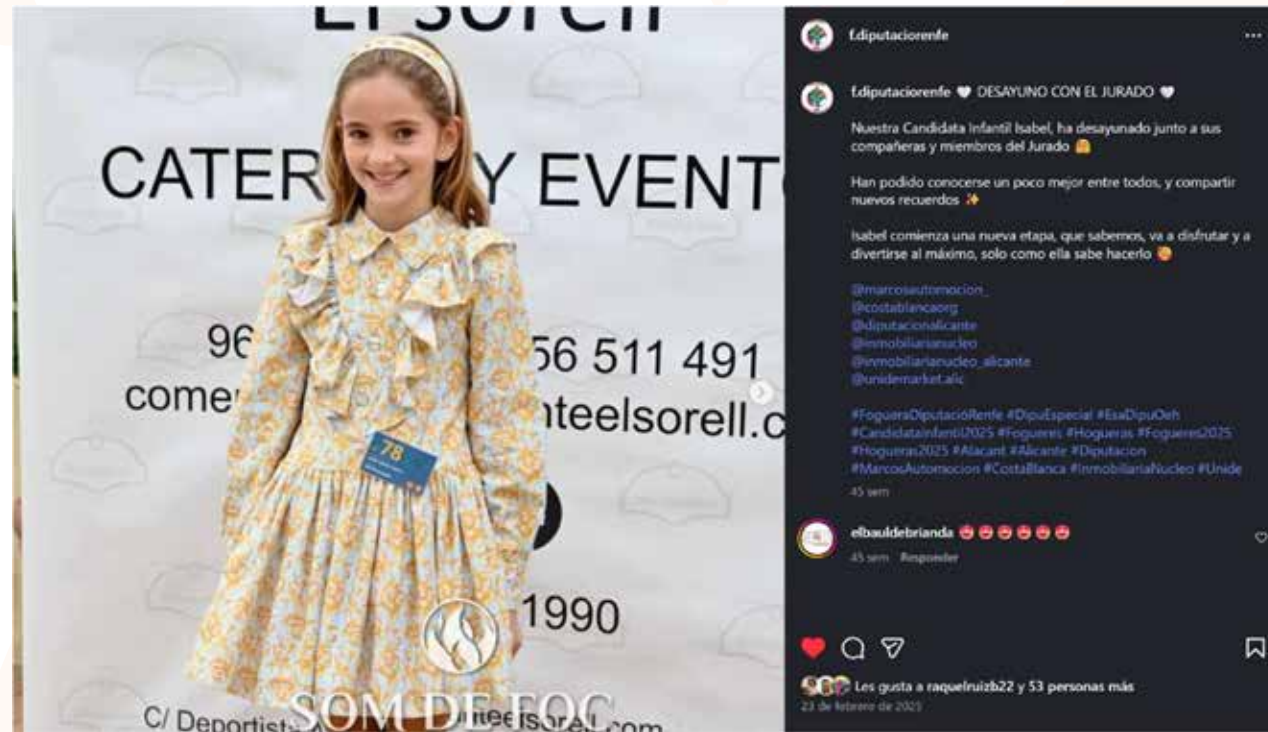 El Sorell
CATER Y EVENT
96 56 511 491
come nteelsorell.c
78
1990
SOM DE FOC
C/ Deportist nteelsorell.com
f.diputaciorenfe
f.diputaciorenfe 🤍 DESAYUNO CON EL JURADO 🤍
Nuestra Candidata Infantil Isabel, ha desayunado junto a sus
compañeras y miembros del Jurado 🤗
Han podido conocerse un poco mejor entre todos, y compartir
nuevos recuerdos ✨
Isabel comienza una nueva etapa, que sabemos, va a disfrutar y a
divertirse al máximo, solo como ella sabe hacerlo 🥰
@marcosautomocion_
@costablancaorg
@diputacionalicante
@inmobiliarianucleo
@inmobiliarianucleo_alicante
@unidemarket.alic
#FogueraDiputacióRenfe #DipuEspecial #EsaDipuOeh
#CandidataInfantil2025 #Fogueres #Hogueras #Fogueres2025
#Hogueras2025 #Alacant #Alicante #Diputacion
#MarcosAutomocion #CostaBlanca #InmobiliariaNucleo #Unide
45 sem
elbauldebrianda 😍😍😍😍😍😍
45 sem Responder
Les gusta a raquelruizb22 y 53 personas más
23 de febrero de 2025